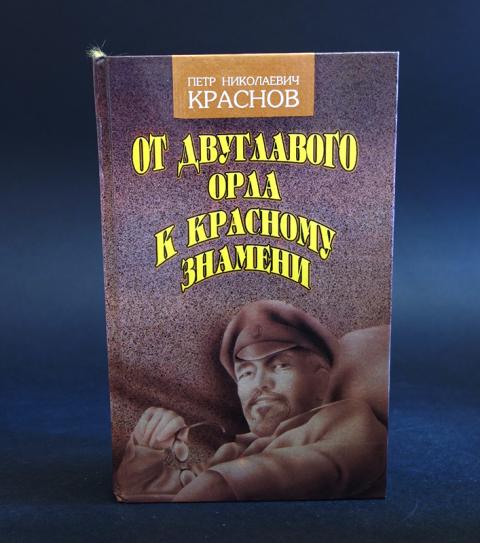 ПЕТР НИКОЛАЕВИЧ
КРАСНОВ
ОТ ДВУГЛАВОГО
ОРЛА
К КРАСНОМУ
ЗНАМЕНИ